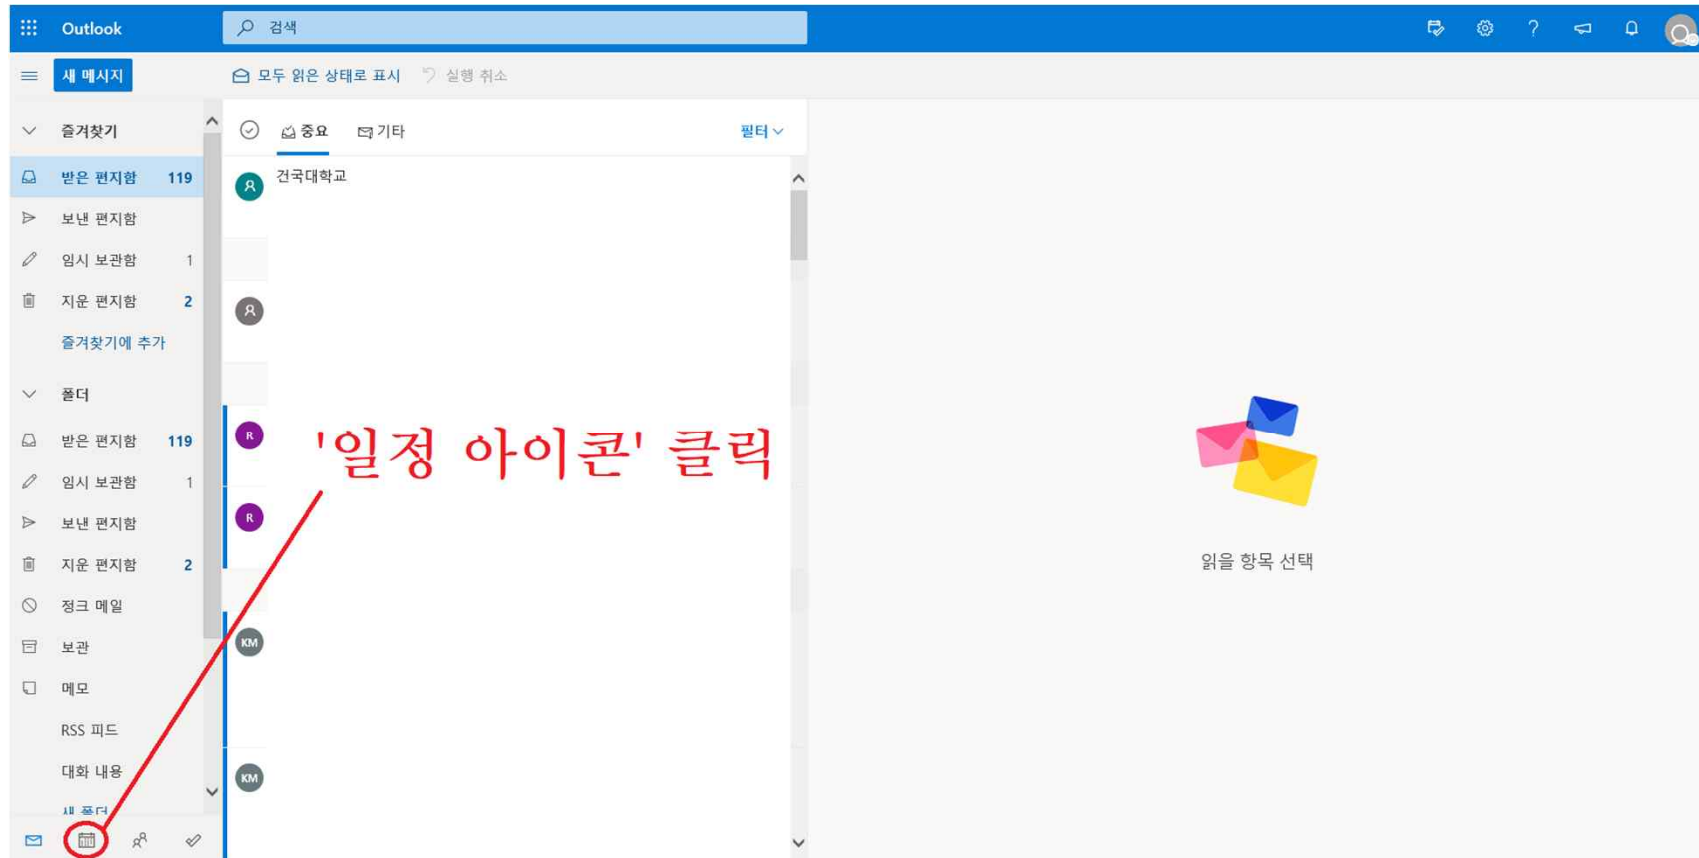 Outlook
검색
새 메시지
모두 읽은 상태로 표시
실행 취소
즐겨찾기
받은 편지함 119
보낸 편지함
임시 보관함 1
지운 편지함 2
즐겨찾기에 추가
폴더
받은 편지함 119
임시 보관함 1
보낸 편지함
지운 편지함 2
정크 메일
보관
메모
RSS 피드
대화 내용
새 폴더
중요
기타
필터
건국대학교
R
R
KM
KM
'일정 아이콘' 클릭
읽을 항목 선택